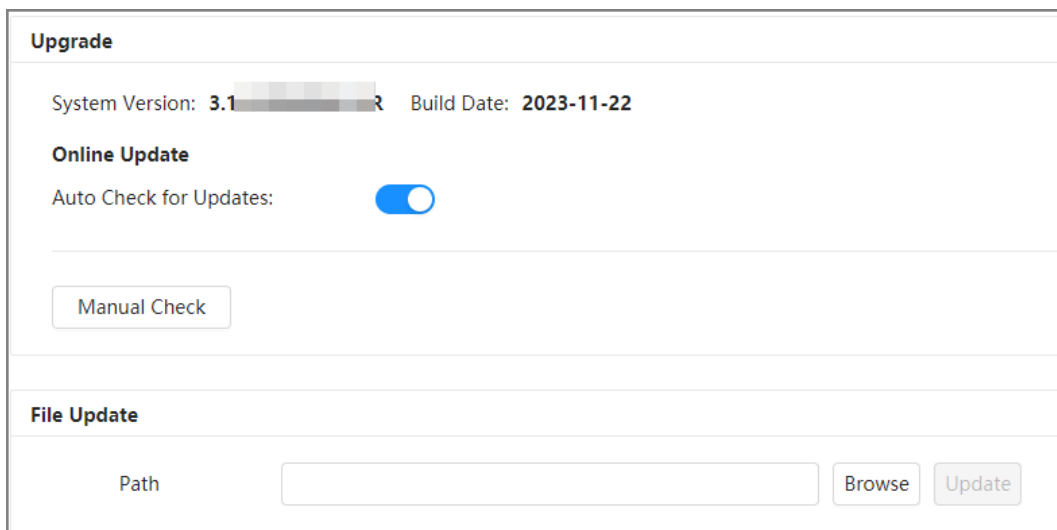 Upgrade
System Version: 3.1 R Build Date: 2023-11-22
Online Update
Auto Check for Updates:
Manual Check
File Update
Path Browse Update